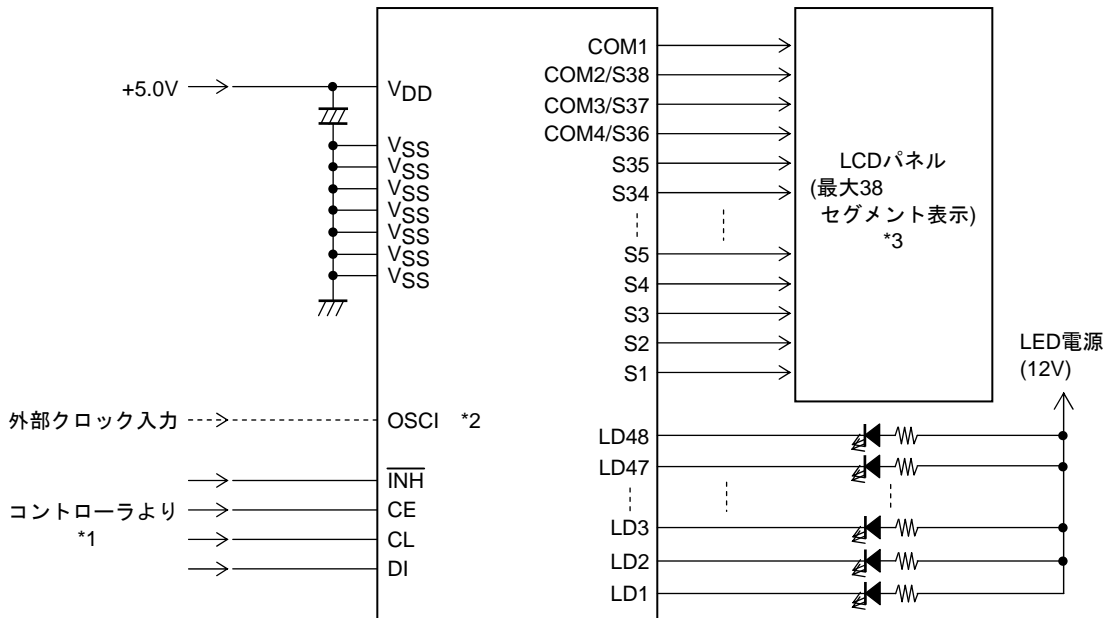 +5.0V
VDD
VSS
VSS
VSS
VSS
VSS
VSS
VSS
外部クロック入力
OSCI *2
INH
コントローラより
*1
CE
CL
DI
COM1
COM2/S38
COM3/S37
COM4/S36
S35
S34
S5
S4
S3
S2
S1
LCDパネル
(最大38
セグメント表示)
*3
LED電源
(12V)
LD48
LD47
LD3
LD2
LD1